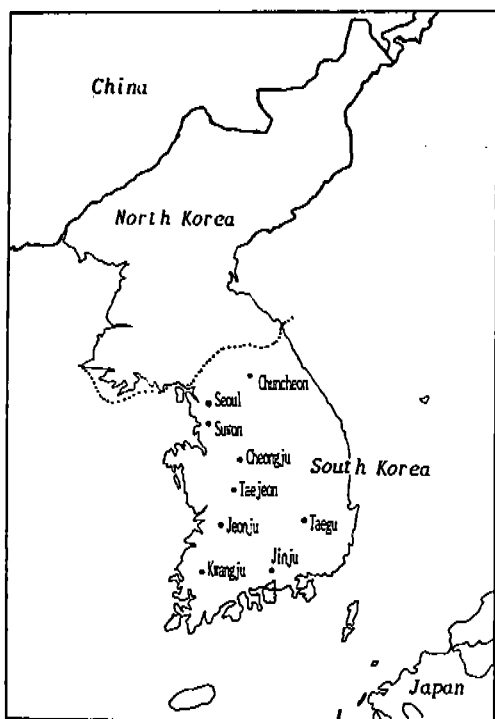 China
North Korea
Chuncheon
Seoul
Suwon
Cheongju
South Korea
Taejeon
Jeonju
Taegu
Kwangju
Jinju
Japan